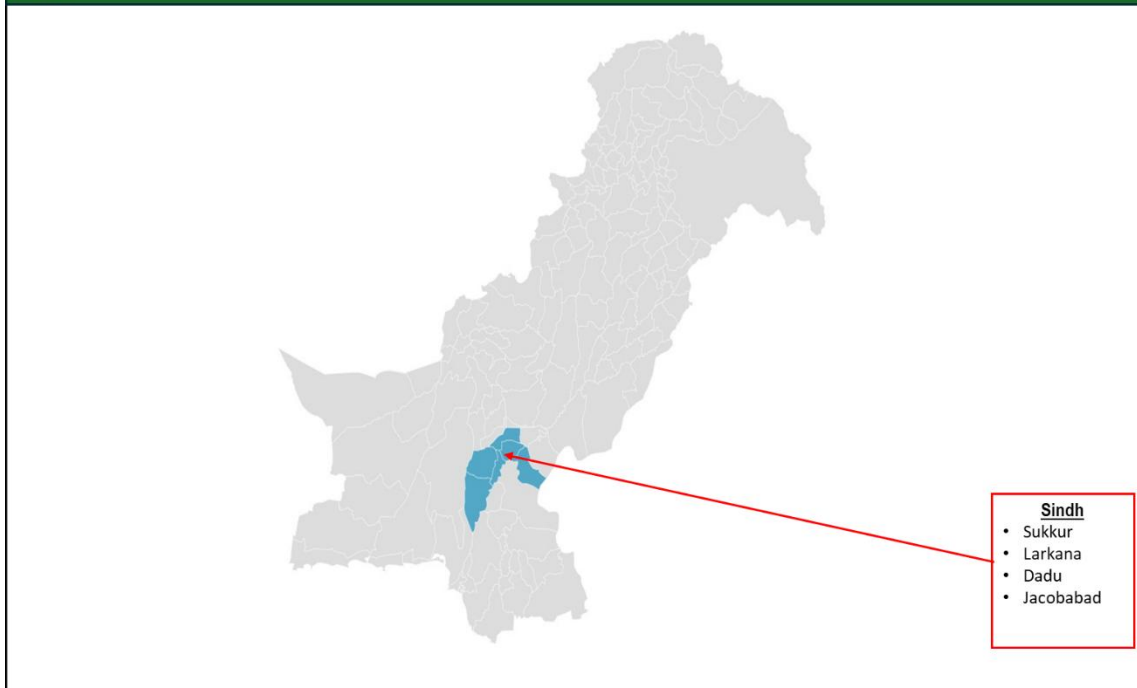 Sindh
• Sukkur
• Larkana
• Dadu
• Jacobabad